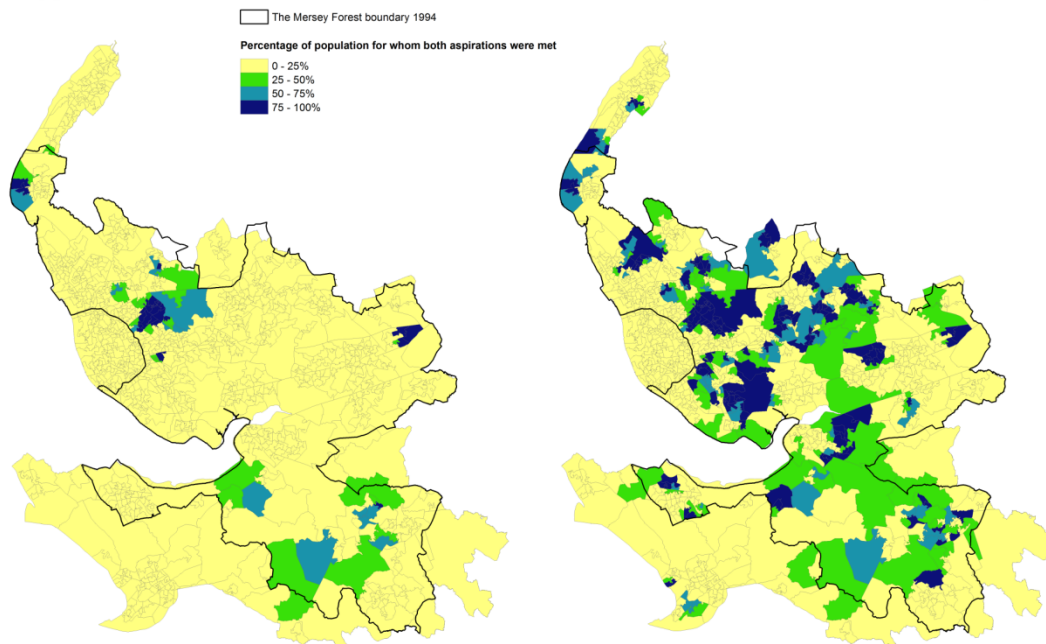 The Mersey Forest boundary 1994
Percentage of population for whom both aspirations were met
0 - 25%
25 - 50%
50 - 75%
75 - 100%